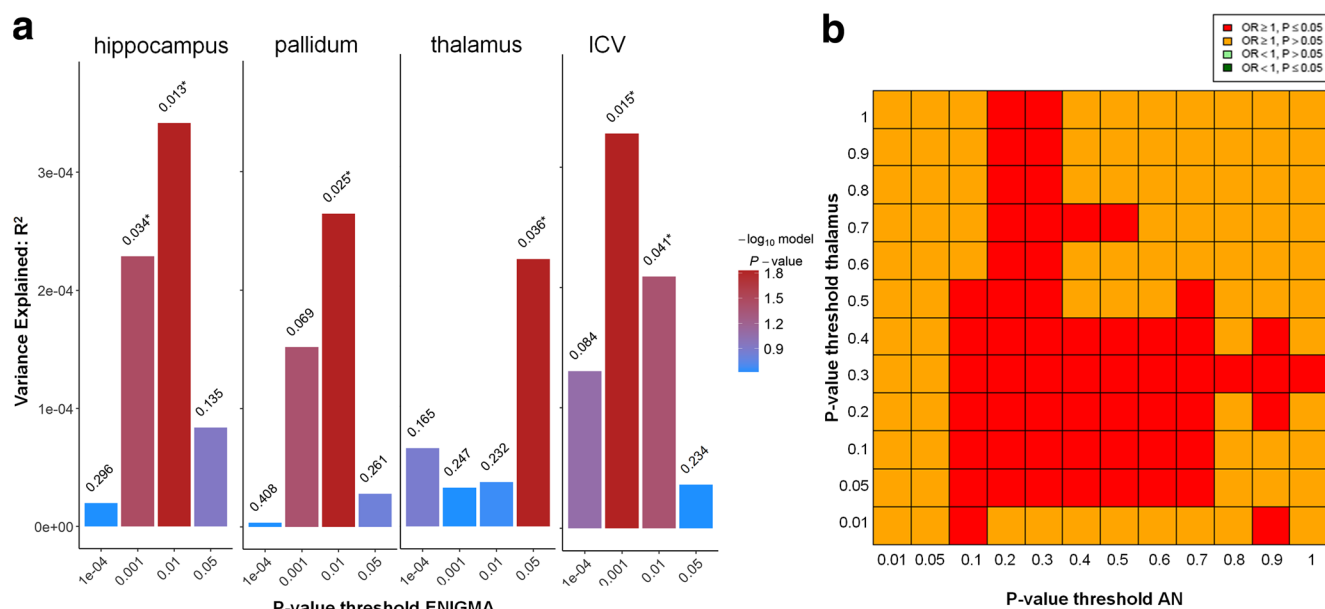 a
hippocampus
pallidum
thalamus
ICV
Variance Explained: R²
3e-04
2e-04
1e-04
0e+00
0.296
0.034*
0.013*
0.135
0.408
0.069
0.025*
0.261
0.165
0.247
0.232
0.036*
0.084
0.015*
0.041*
0.234
1e-04
0.001
0.01
0.05
1e-04
0.001
0.01
0.05
1e-04
0.001
0.01
0.05
1e-04
0.001
0.01
0.05
P-value threshold ENIGMA
−log₁₀ model
P − value
1.8
1.5
1.2
0.9
b
OR ≥ 1, P ≤ 0.05
OR ≥ 1, P > 0.05
OR < 1, P > 0.05
OR < 1, P ≤ 0.05
P-value threshold thalamus
1
0.9
0.8
0.7
0.6
0.5
0.4
0.3
0.2
0.1
0.05
0.01
0.01 0.05 0.1 0.2 0.3 0.4 0.5 0.6 0.7 0.8 0.9 1
P-value threshold AN